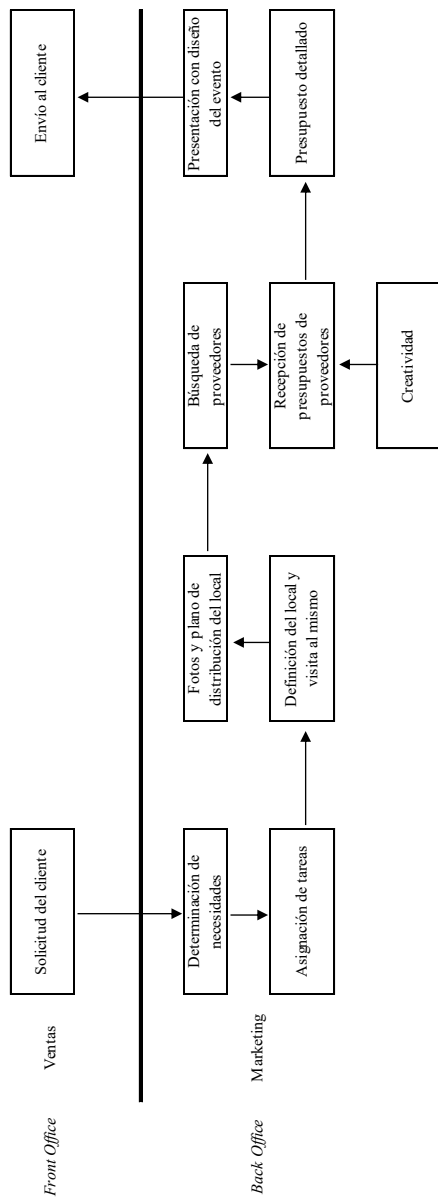 Front Office
Ventas
Solicitud del cliente
Envío al cliente
Back Office
Marketing
Determinación de
necesidades
Fotos y plano de
distribución del local
Búsqueda de
proveedores
Presentación con diseño
del evento
Asignación de tareas
Definición del local y
visita al mismo
Recepción de
presupuestos de
proveedores
Presupuesto detallado
Creatividad